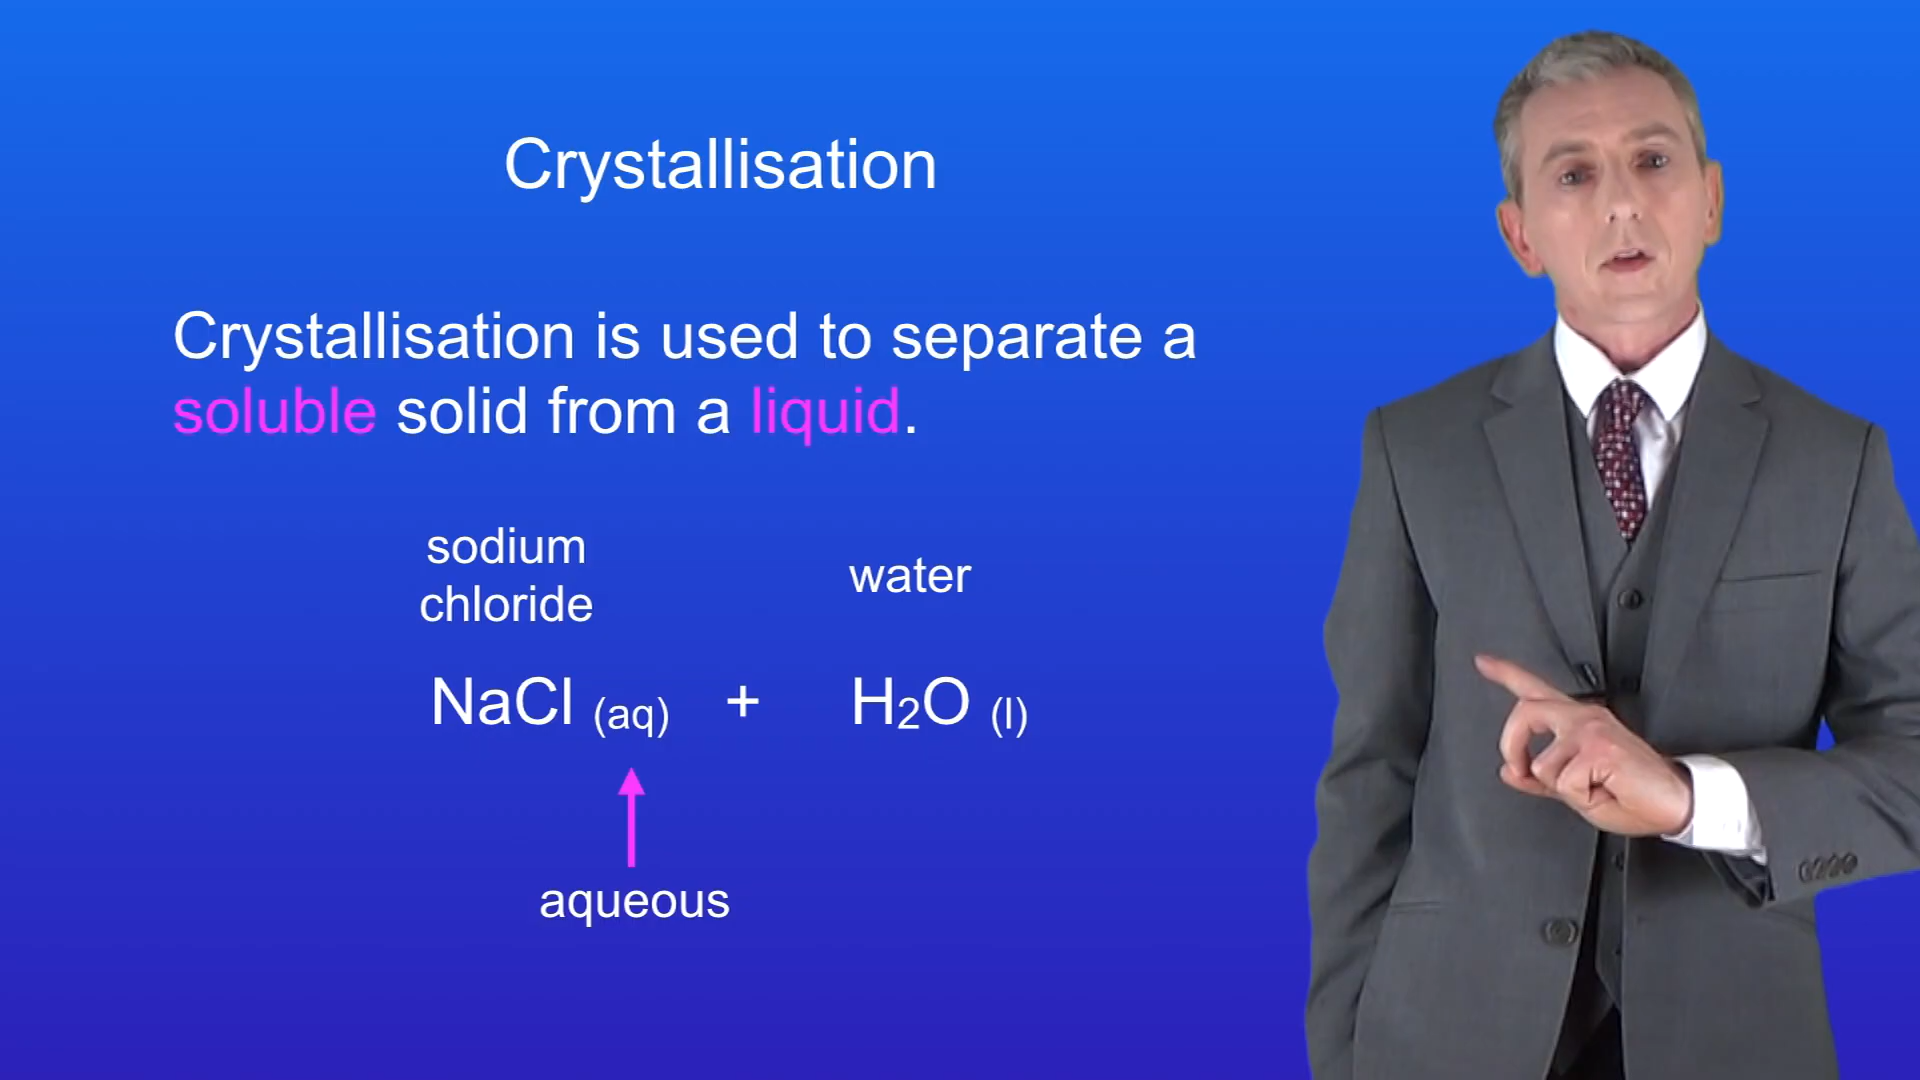 Crystallisation
Crystallisation is used to separate a
soluble solid from a liquid.
sodium
chloride
water
NaCl (aq) + H2O (l)
aqueous